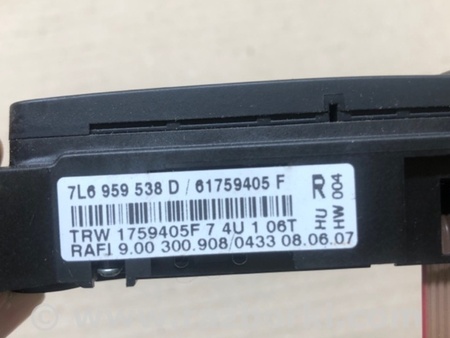 7L6 959 538 D / 61759405 F
TRW 1759405F 7 4U 1 06T
RAFI 9.00 300.908/0433 08.06.07
R
HU
HW 004